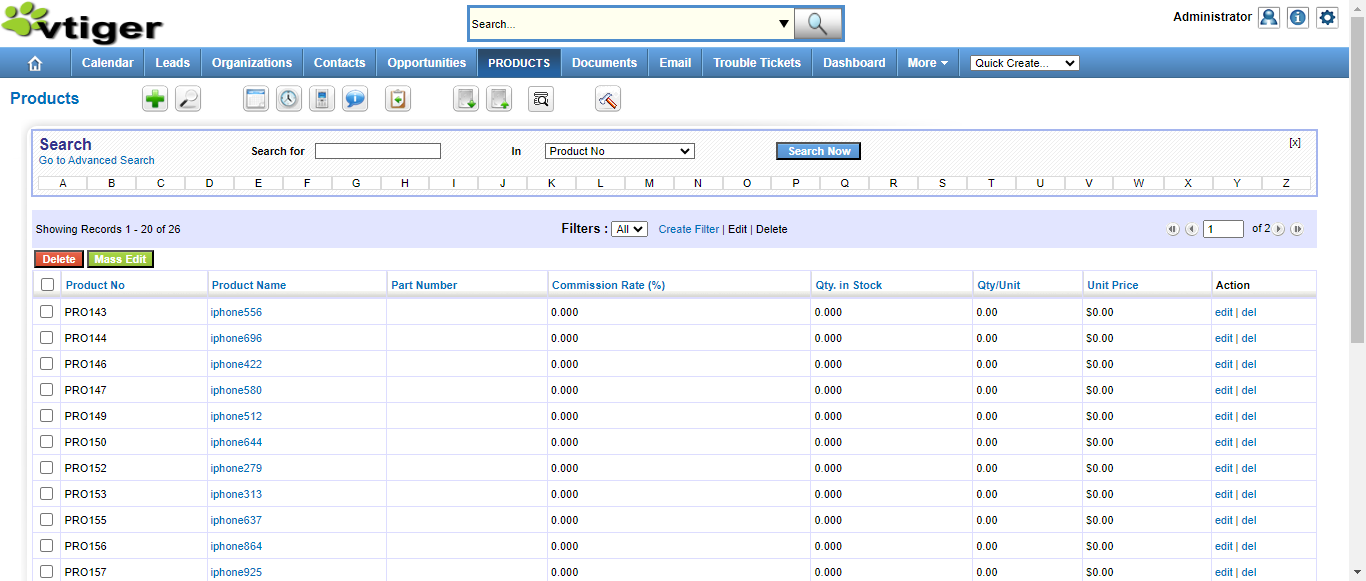 vtiger
Search...
Administrator
Calendar Leads Organizations Contacts Opportunities PRODUCTS Documents Email Trouble Tickets Dashboard More Quick Create...
Products
Search
Go to Advanced Search
Search for In Product No Search Now [x]
A B C D E F G H I J K L M N O P Q R S T U V W X Y Z
Showing Records 1 - 20 of 26 Filters : All Create Filter | Edit | Delete 1 of 2
Delete Mass Edit
Product No Product Name Part Number Commission Rate (%) Qty. in Stock Qty/Unit Unit Price Action
PRO143 iphone556 0.000 0.000 0.00 $0.00 edit | del
PRO144 iphone696 0.000 0.000 0.00 $0.00 edit | del
PRO146 iphone422 0.000 0.000 0.00 $0.00 edit | del
PRO147 iphone580 0.000 0.000 0.00 $0.00 edit | del
PRO149 iphone512 0.000 0.000 0.00 $0.00 edit | del
PRO150 iphone644 0.000 0.000 0.00 $0.00 edit | del
PRO152 iphone279 0.000 0.000 0.00 $0.00 edit | del
PRO153 iphone313 0.000 0.000 0.00 $0.00 edit | del
PRO155 iphone637 0.000 0.000 0.00 $0.00 edit | del
PRO156 iphone864 0.000 0.000 0.00 $0.00 edit | del
PRO157 iphone925 0.000 0.000 0.00 $0.00 edit | del